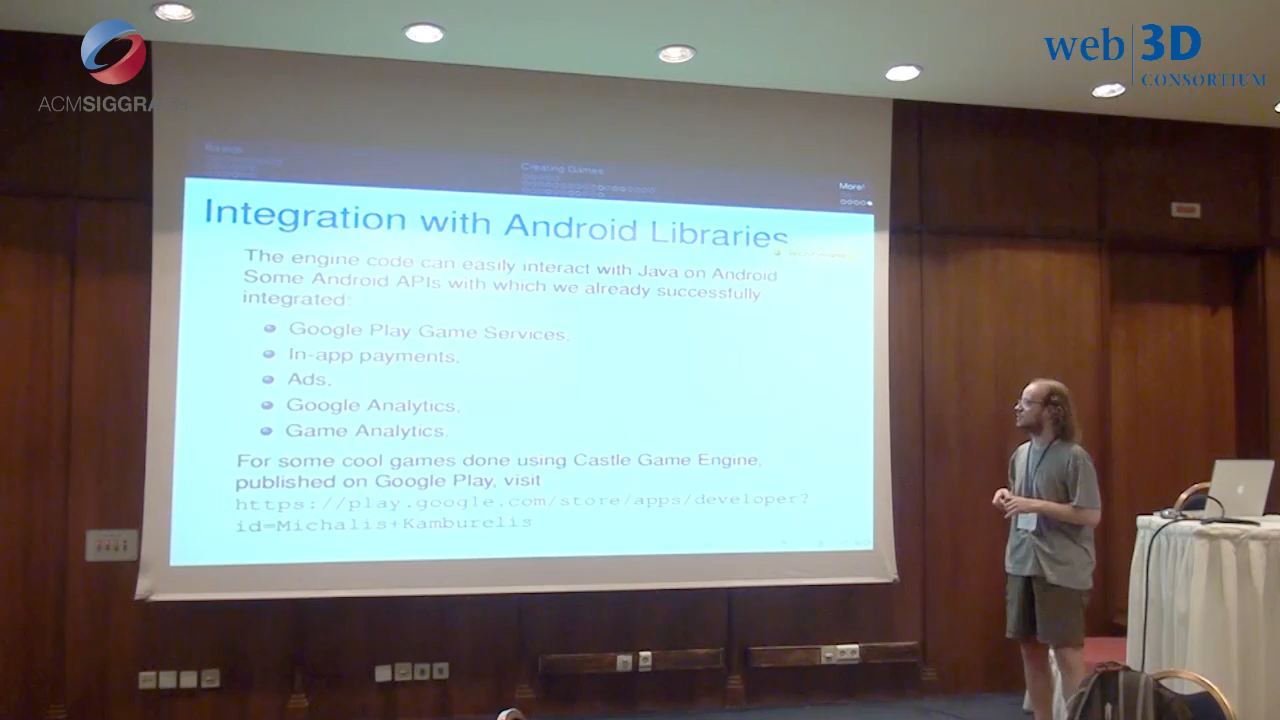 ACMSIGGRAPH
web 3D
CONSORTIUM
Creating Games
More!
Integration with Android Libraries
The engine code can easily interact with Java on Android
Some Android APIs with which we already successfully
integrated:
Google Play Game Services,
In-app payments,
Ads,
Google Analytics,
Game Analytics.
For some cool games done using Castle Game Engine,
published on Google Play, visit
https://play.google.com/store/apps/developer?
id=Michalis+Kamburelis